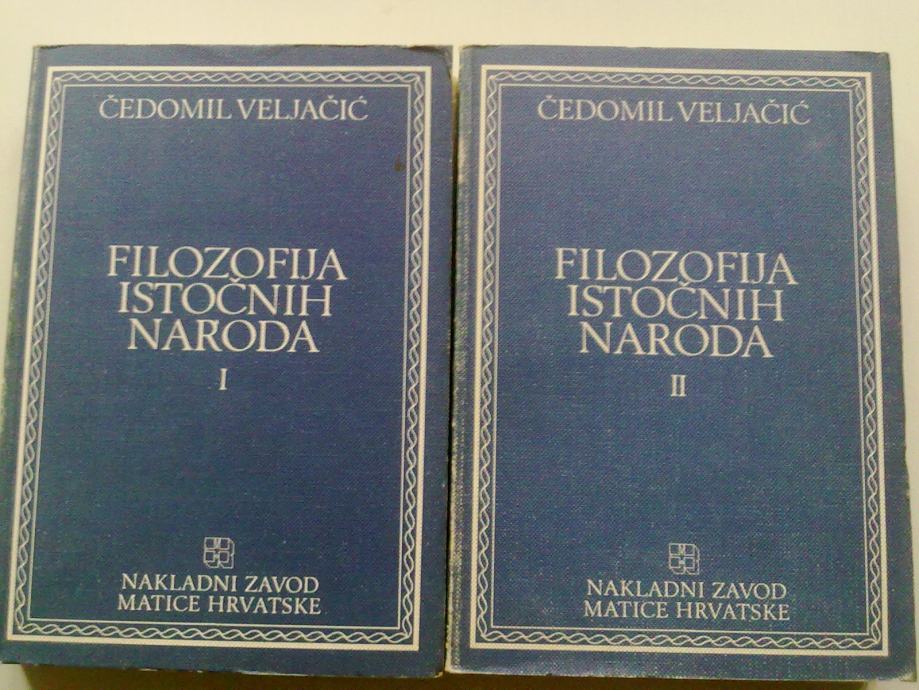 ČEDOMIL VELJAČIĆ
FILOZOFIJA
ISTOČNIH
NARODA
I
NAKLADNI ZAVOD
MATICE HRVATSKE
ČEDOMIL VELJAČIĆ
FILOZOFIJA
ISTOČNIH
NARODA
II
NAKLADNI ZAVOD
MATICE HRVATSKE